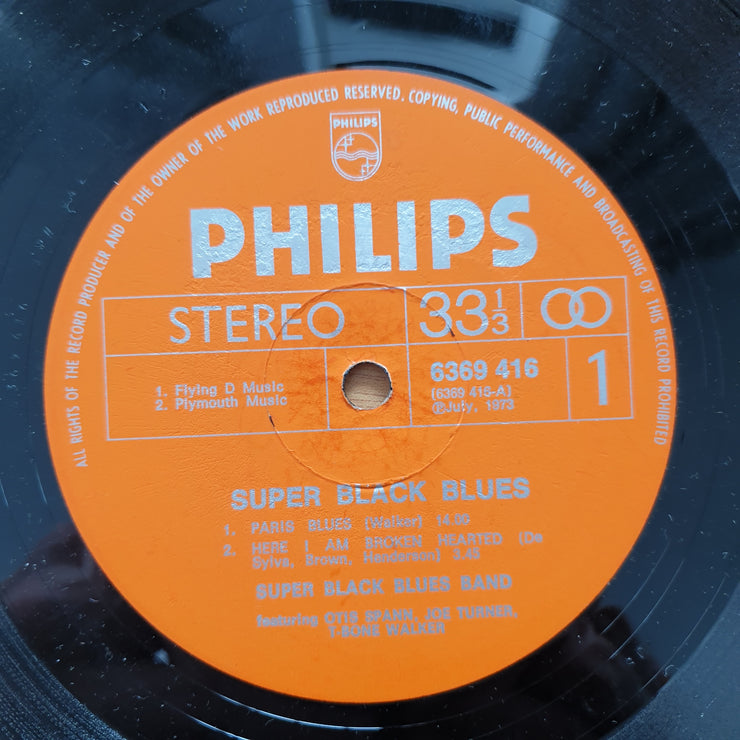 ALL RIGHTS OF THE RECORD PRODUCER AND OF THE OWNER OF THE WORK REPRODUCED RESERVED. COPYING, PUBLIC PERFORMANCE AND BROADCASTING OF THIS RECORD PROHIBITED
PHILIPS
PHILIPS
STEREO
33 1/3
1. Flying D Music
2. Plymouth Music
6369 416
(6369 416-A)
℗July, 1973
1
SUPER BLACK BLUES
1. PARIS BLUES (Walker) 14.00
2. HERE I AM BROKEN HEARTED (De
Sylva, Brown, Henderson) 3.43
SUPER BLACK BLUES BAND
featuring OTIS SPANN, JOE TURNER,
T-BONE WALKER